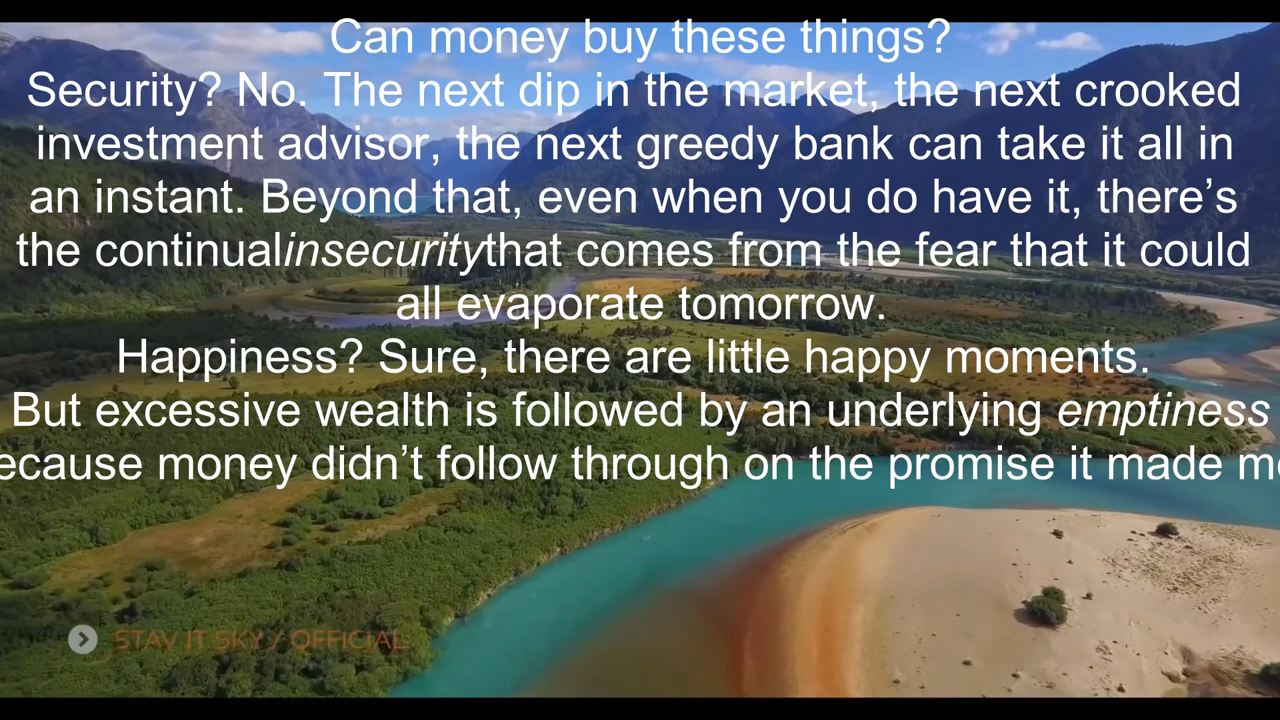 Can money buy these things?
Security? No. The next dip in the market, the next crooked
investment advisor, the next greedy bank can take it all in
an instant. Beyond that, even when you do have it, there’s
the continualinsecuritythat comes from the fear that it could
all evaporate tomorrow.
Happiness? Sure, there are little happy moments.
But excessive wealth is followed by an underlying emptiness
ecause money didn’t follow through on the promise it made m
STAY IT SKY / OFFICIAL